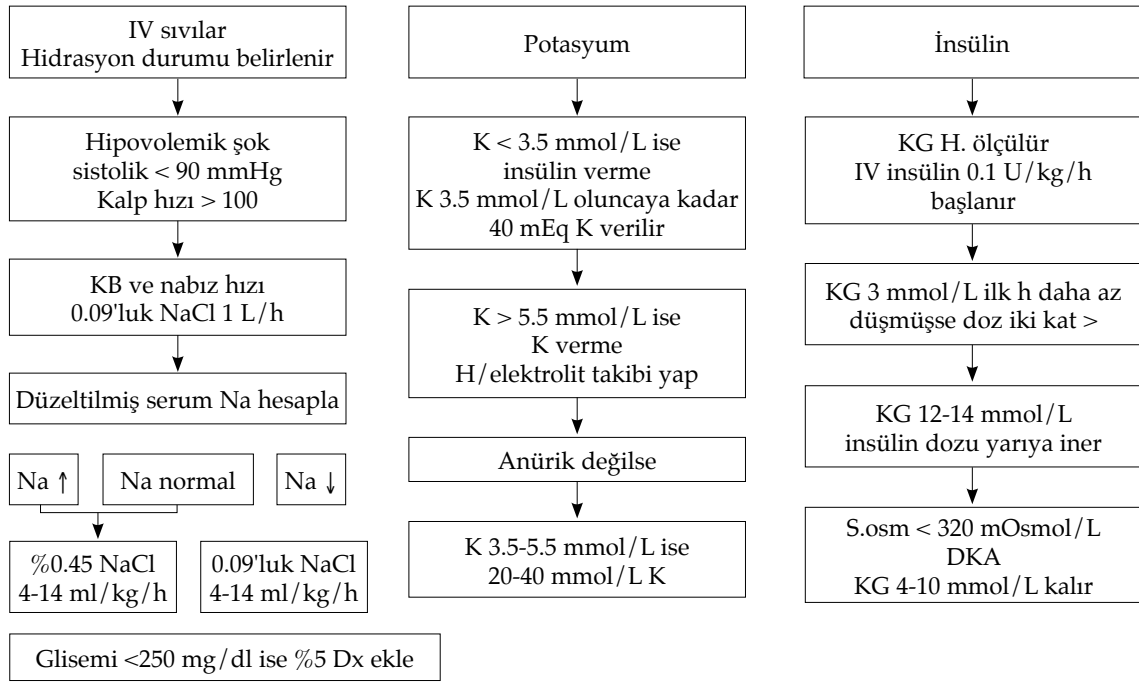 IV sıvılar
Hidrasyon durumu belirlenir
Hipovolemik şok
sistolik < 90 mmHg
Kalp hızı > 100
KB ve nabız hızı
0.09'luk NaCl 1 L/h
Düzeltilmiş serum Na hesapla
Na ↑
Na normal
Na ↓
%0.45 NaCl
4-14 ml/kg/h
0.09'luk NaCl
4-14 ml/kg/h
Glisemi <250 mg/dl ise %5 Dx ekle
Potasyum
K < 3.5 mmol/L ise
insülin verme
K 3.5 mmol/L oluncaya kadar
40 mEq K verilir
K > 5.5 mmol/L ise
K verme
H/elektrolit takibi yap
Anürik değilse
K 3.5-5.5 mmol/L ise
20-40 mmol/L K
İnsülin
KG H. ölçülür
IV insülin 0.1 U/kg/h
başlanır
KG 3 mmol/L ilk h daha az
düşmüşse doz iki kat >
KG 12-14 mmol/L
insülin dozu yarıya iner
S.osm < 320 mOsmol/L
DKA
KG 4-10 mmol/L kalır